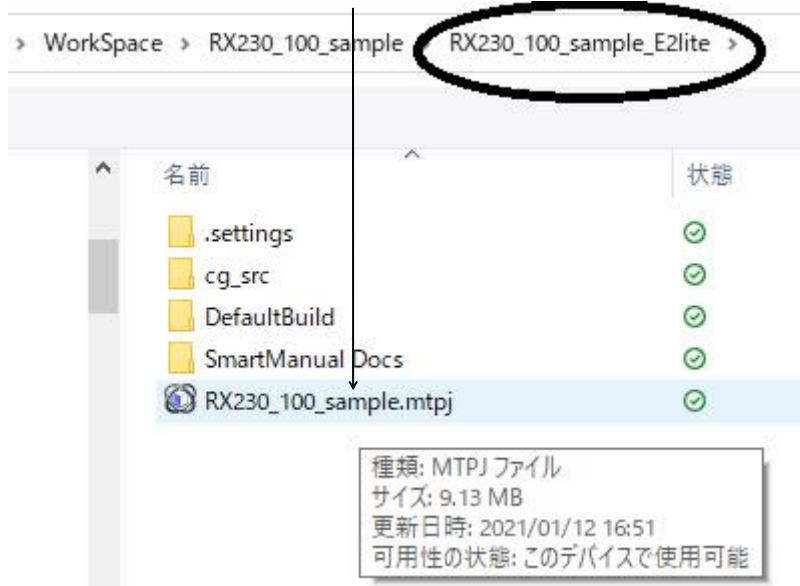 > WorkSpace > RX230_100_sample > RX230_100_sample_E2lite >
名前 状態
.settings
cg_src
DefaultBuild
SmartManual Docs
RX230_100_sample.mtpj
種類: MTPJ ファイル
サイズ: 9.13 MB
更新日時: 2021/01/12 16:51
可用性の状態: このデバイスで使用可能